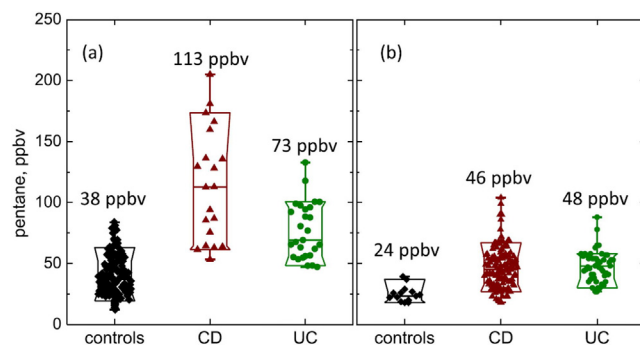 250
200
150
100
50
0
pentane, ppbv
(a)
113 ppbv
73 ppbv
38 ppbv
controls
CD
UC
(b)
46 ppbv
48 ppbv
24 ppbv
controls
CD
UC